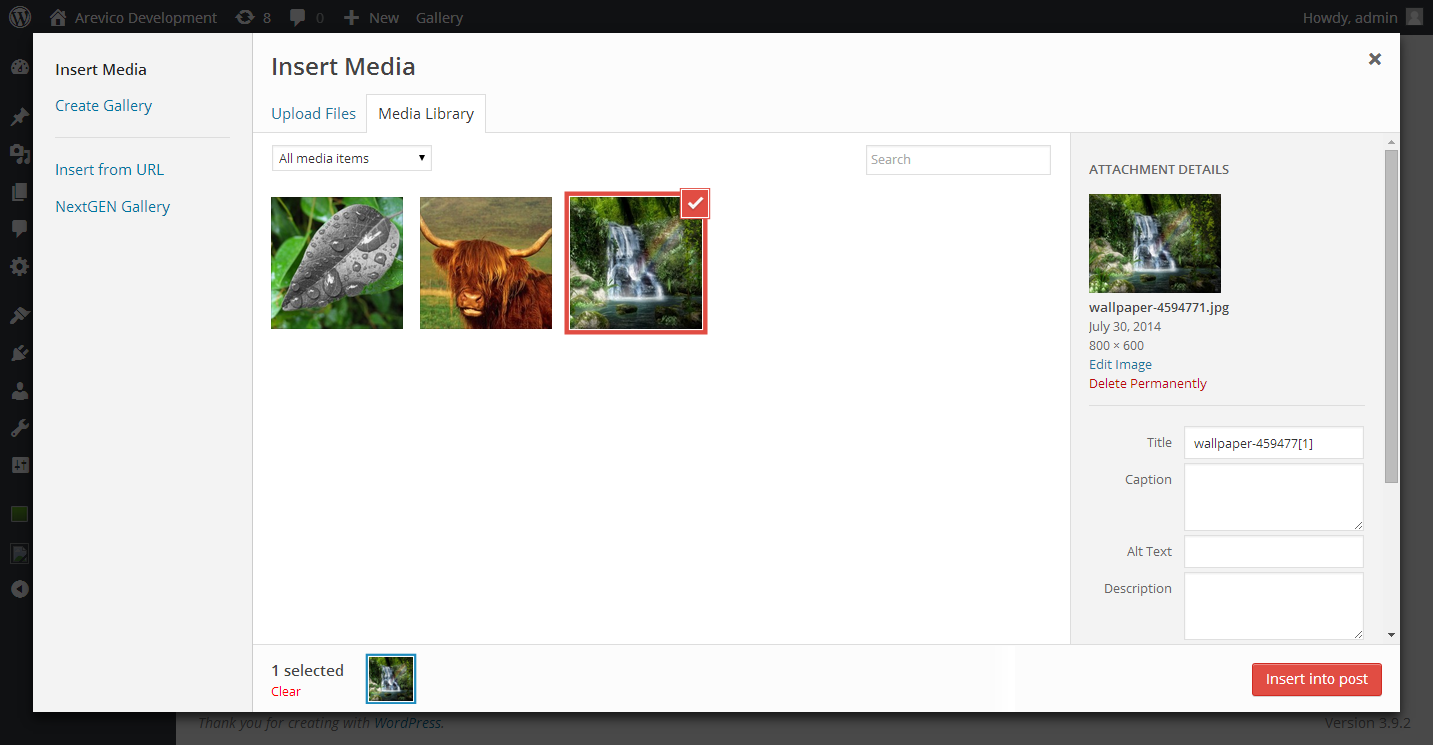 Arevico Development 8 0 New Gallery Howdy, admin
Insert Media
Create Gallery
Insert from URL
NextGEN Gallery
Insert Media
Upload Files Media Library
All media items Search
ATTACHMENT DETAILS
wallpaper-4594771.jpg
July 30, 2014
800 × 600
Edit Image
Delete Permanently
Title wallpaper-459477[1]
Caption
Alt Text
Description
1 selected
Clear
Insert into post
Thank you for creating with WordPress. Version 3.9.2